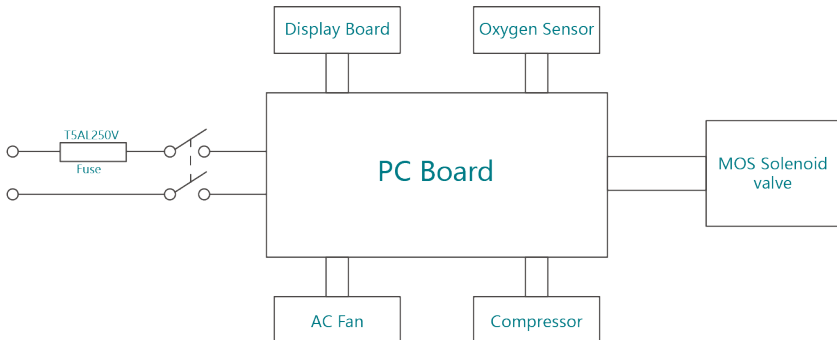 Display Board
Oxygen Sensor
T5AL250V
Fuse
PC Board
MOS Solenoid
valve
AC Fan
Compressor